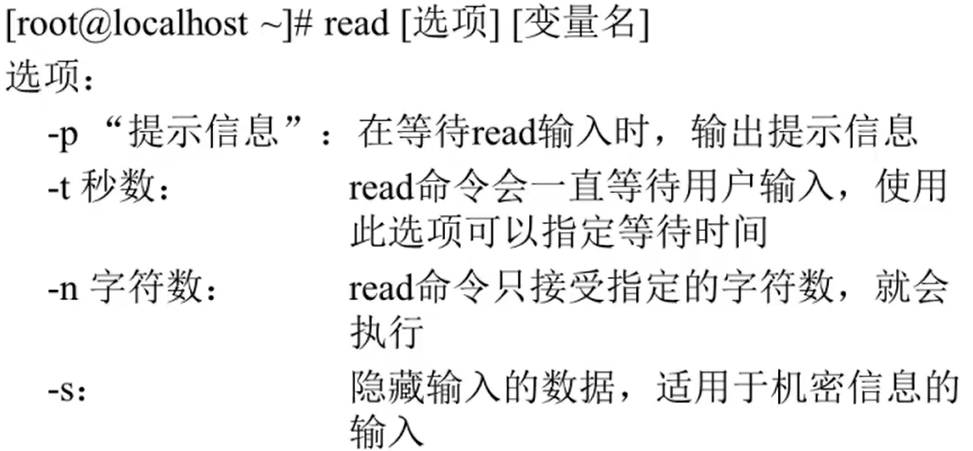 [root@localhost ~]# read [选项] [变量名]
选项：
-p “提示信息”：在等待read输入时，输出提示信息
-t 秒数： read命令会一直等待用户输入，使用
此选项可以指定等待时间
-n 字符数： read命令只接受指定的字符数，就会
执行
-s： 隐藏输入的数据，适用于机密信息的
输入